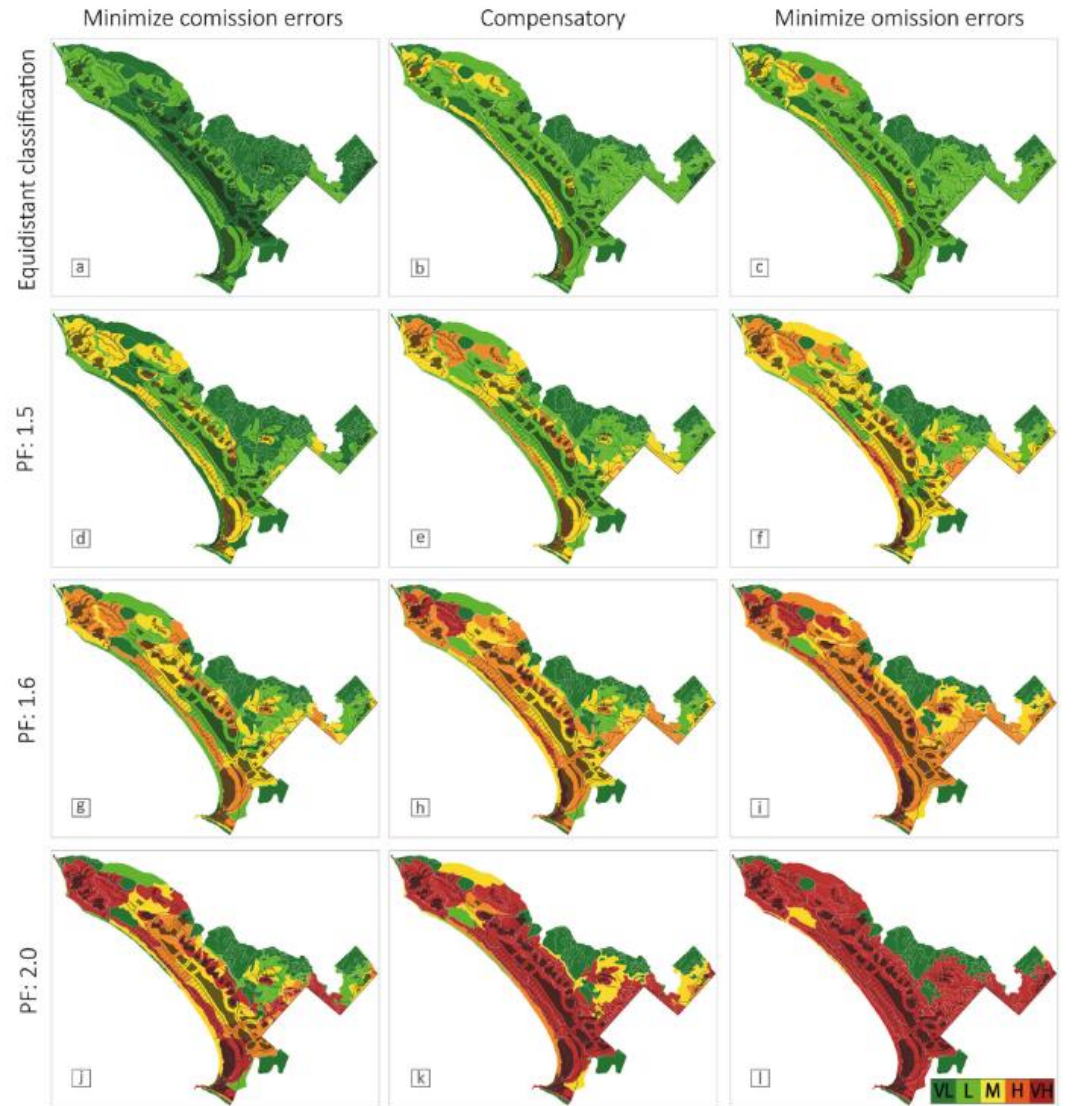 Minimize comission errors
Compensatory
Minimize omission errors
Equidistant classification
a
b
c
PF: 1.5
d
e
f
PF: 1.6
g
h
i
PF: 2.0
j
k
l
VL L M H VH